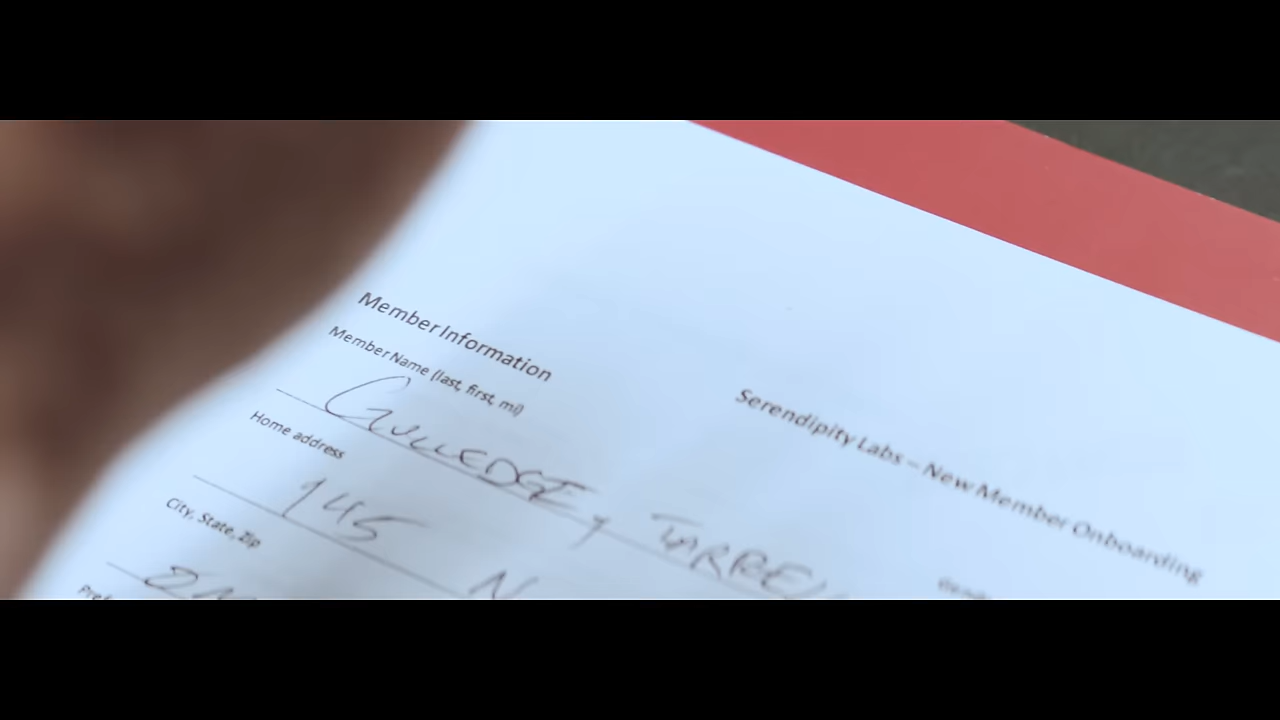 Serendipity Labs – New Member Onboarding
Member Information
Member Name (last, first, mi)
GULLEDGE, TARRE
Home address
145 N
City, State, Zip